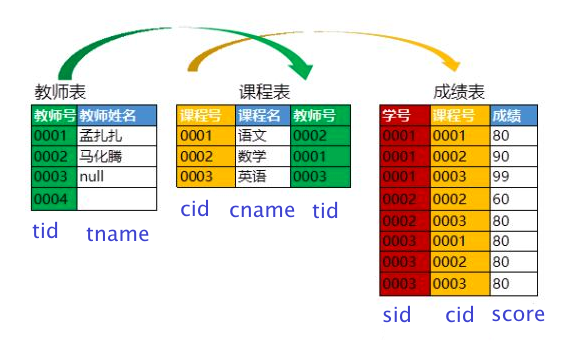 教师表
教师号 教师姓名
0001 孟扎扎
0002 马化腾
0003 null
0004
tid tname
课程表
课程号 课程名 教师号
0001 语文 0002
0002 数学 0001
0003 英语 0003
cid cname tid
成绩表
学号 课程号 成绩
0001 0001 80
0001 0002 90
0001 0003 99
0002 0002 60
0002 0003 80
0003 0001 80
0003 0002 80
0003 0003 80
sid cid score